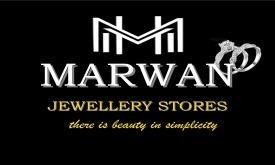 MARWAN
JEWELLERY STORES
there is beauty in simplicity